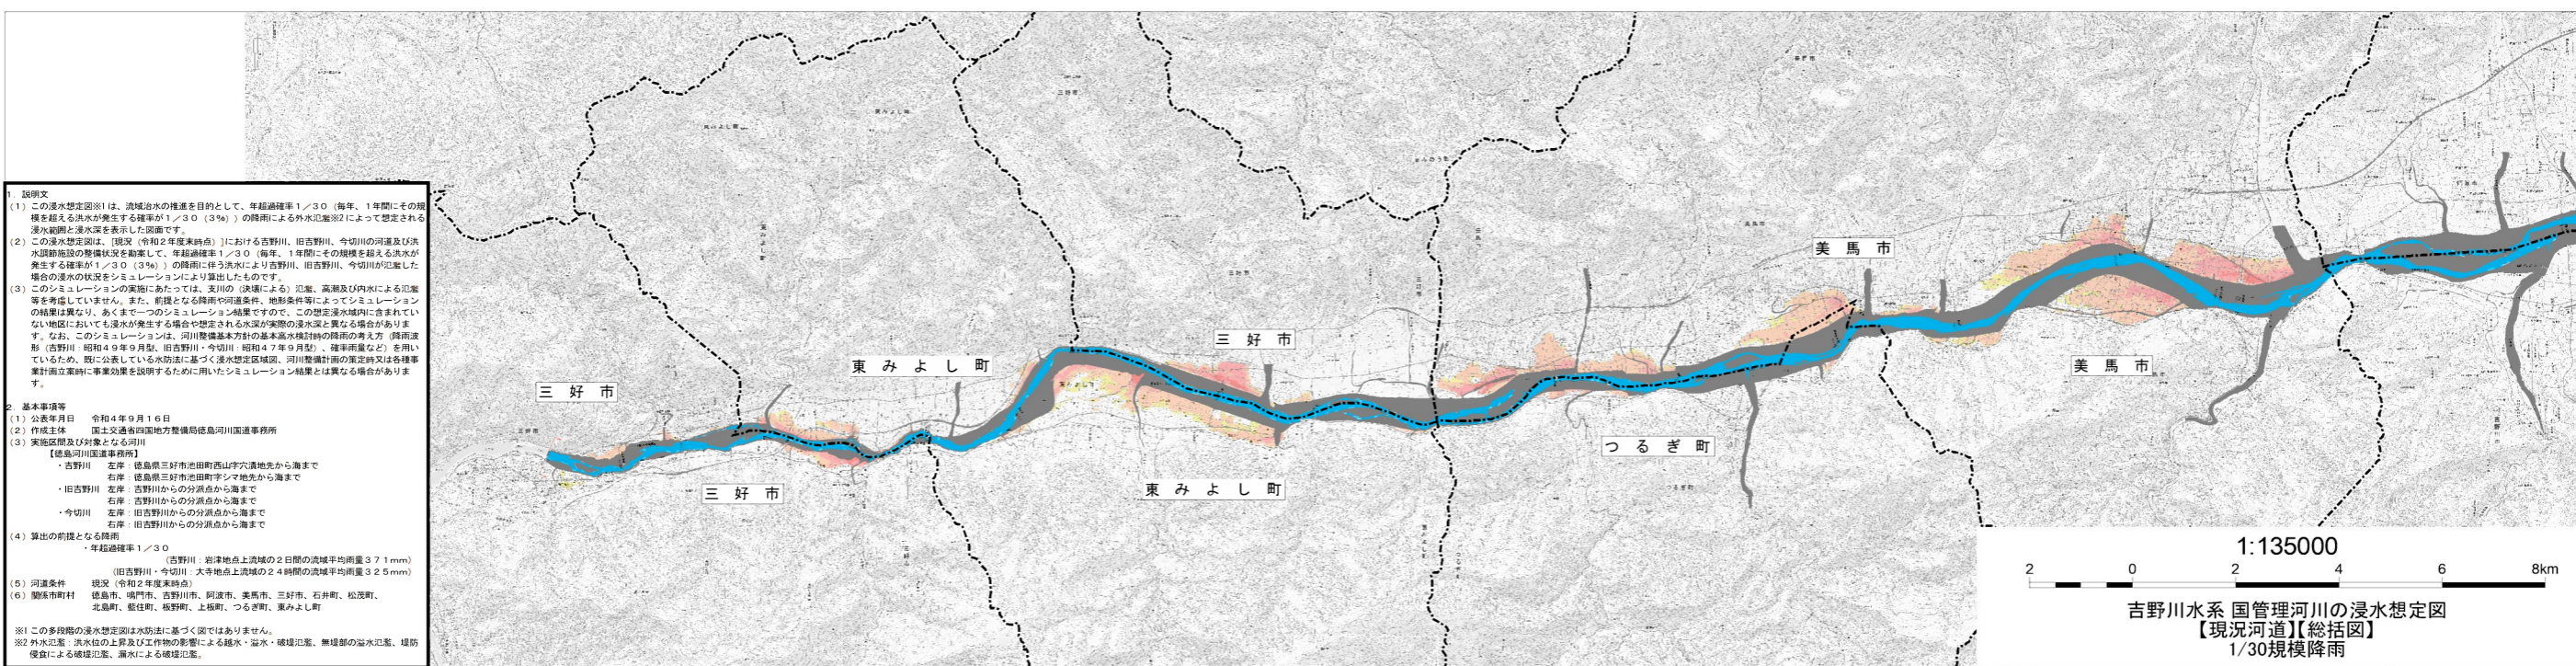 1. 説明文
(1) この浸水想定図※1は、流域治水の推進を目的として、年超過確率1/30(毎年、1年間にその規
模を超える洪水が発生する確率が1/30(3%))の降雨による外水氾濫※2によって想定される
浸水範囲と浸水深を表示した図面です。
(2) この浸水想定図は、[現況(令和2年度末時点)]における吉野川、旧吉野川、今切川の河道及び洪
水調節施設の整備状況を勘案して、年超過確率1/30(毎年、1年間にその規模を超える洪水が
発生する確率が1/30(3%))の降雨に伴う洪水により吉野川、旧吉野川、今切川が氾濫した
場合の浸水の状況をシミュレーションにより算出したものです。
(3) このシミュレーションの実施にあたっては、支川の(決壊による)氾濫、高潮及び内水による氾濫
等を考慮していません。また、前提となる降雨や河道条件、地形条件等によってシミュレーション
の結果は異なり、あくまで一つのシミュレーション結果ですので、この想定浸水域内に含まれてい
ない地区においても浸水が発生する場合や想定される水深が実際の浸水深と異なる場合がありま
す。なお、このシミュレーションは、河川整備基本方針の基本高水検討時の降雨の考え方(降雨波
形(吉野川:昭和49年9月型、旧吉野川・今切川:昭和47年9月型)、確率雨量など)を用い
ているため、既に公表している水防法に基づく浸水想定区域図、河川整備計画の策定時又は各種事
業計画立案時に事業効果を説明するために用いたシミュレーション結果とは異なる場合がありま
す。
2. 基本事項等
(1) 公表年月日 令和4年9月16日
(2) 作成主体 国土交通省四国地方整備局徳島河川国道事務所
(3) 実施区間及び対象となる河川
【徳島河川国道事務所】
・吉野川 左岸:徳島県三好市池田町西山字穴瀆地先から海まで
右岸:徳島県三好市池田町字シマ地先から海まで
・旧吉野川 左岸:吉野川からの分派点から海まで
右岸:吉野川からの分派点から海まで
・今切川 左岸:旧吉野川からの分派点から海まで
右岸:旧吉野川からの分派点から海まで
(4) 算出の前提となる降雨
・年超過確率1/30
(吉野川:岩津地点上流域の2日間の流域平均雨量371mm)
(旧吉野川・今切川:大寺地点上流域の24時間の流域平均雨量325mm)
(5) 河道条件 現況(令和2年度末時点)
(6) 関係市町村 徳島市、鳴門市、吉野川市、阿波市、美馬市、三好市、石井町、松茂町、
北島町、藍住町、板野町、上板町、つるぎ町、東みよし町
※1 この多段階の浸水想定図は水防法に基づく図ではありません。
※2 外水氾濫:洪水位の上昇及び工作物の影響による越水・溢水・破堤氾濫、無堤部の溢水氾濫、堤防
侵食による破堤氾濫、漏水による破堤氾濫。
美馬市
三好市
東みよし町
三好市
美馬市
つるぎ町
三好市
東みよし町
1:135000
2 0 2 4 6 8km
吉野川水系 国管理河川の浸水想定図
【現況河道】【総括図】
1/30規模降雨